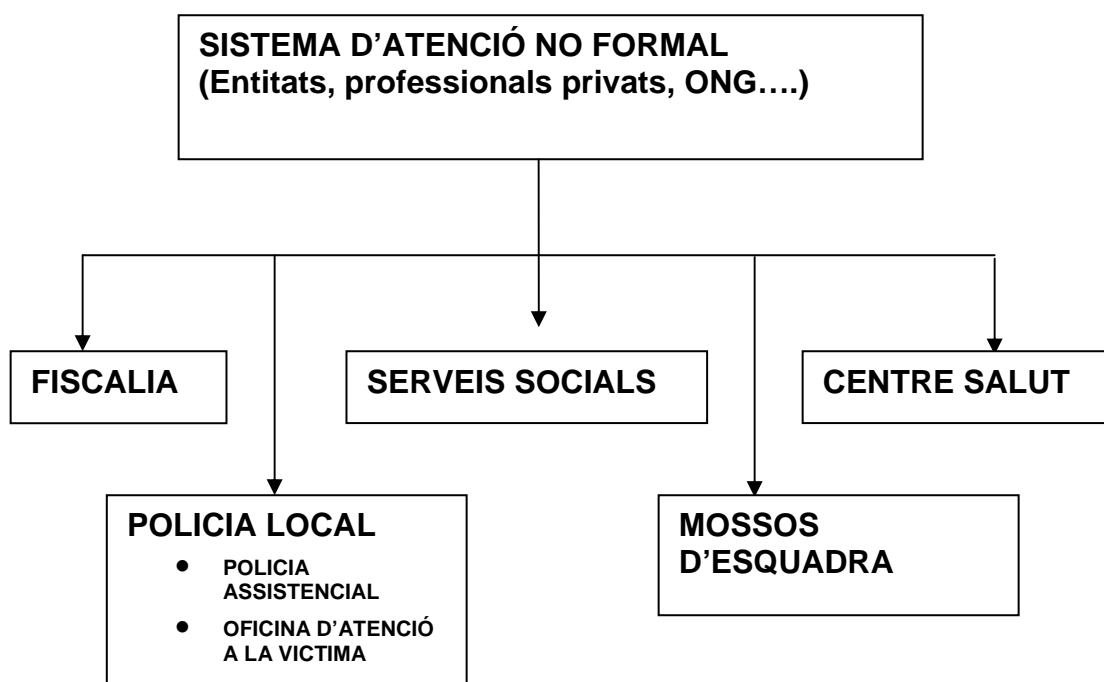 SISTEMA D’ATENCIÓ NO FORMAL
(Entitats, professionals privats, ONG….)
FISCALIA
SERVEIS SOCIALS
CENTRE SALUT
POLICIA LOCAL
• POLICIA
ASSISTENCIAL
• OFICINA D’ATENCIÓ
A LA VICTIMA
MOSSOS
D’ESQUADRA